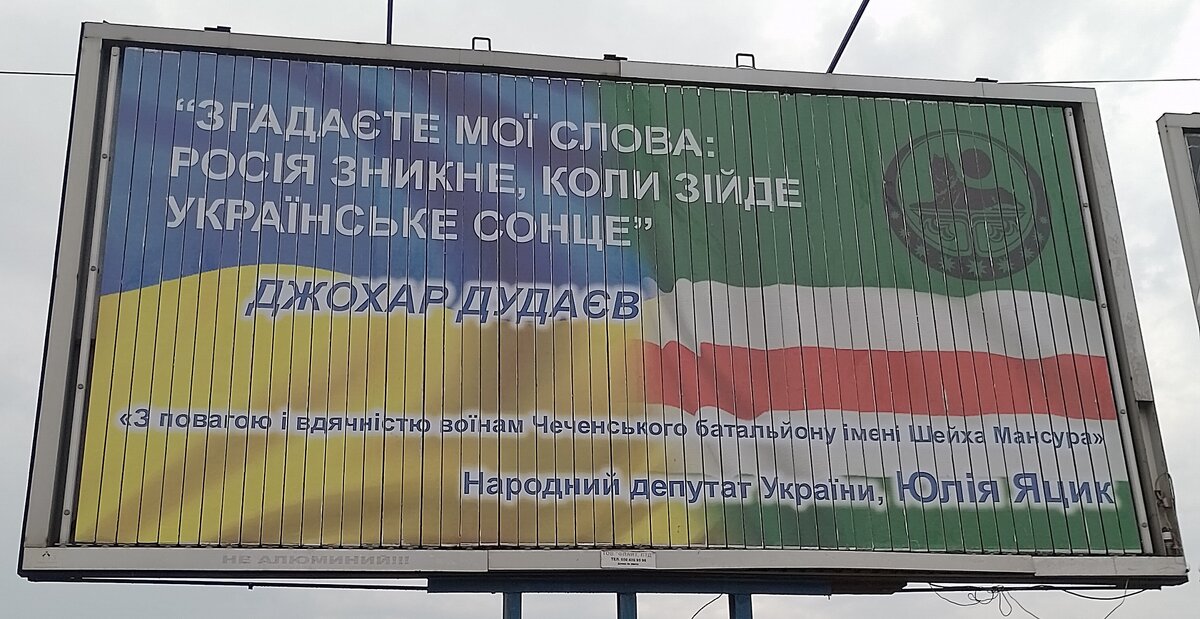 “ЗГАДАЄТЕ МОЇ СЛОВА:
РОСІЯ ЗНИКНЕ, КОЛИ ЗІЙДЕ
УКРАЇНСЬКЕ СОНЦЕ”
ДЖОХАР ДУДАЄВ
«З повагою і вдячністю воїнам Чеченського батальйону імені Шейха Мансура»
Народний депутат України, Юлія Яцик
НЕ АЛЮМИНИЙ!!!